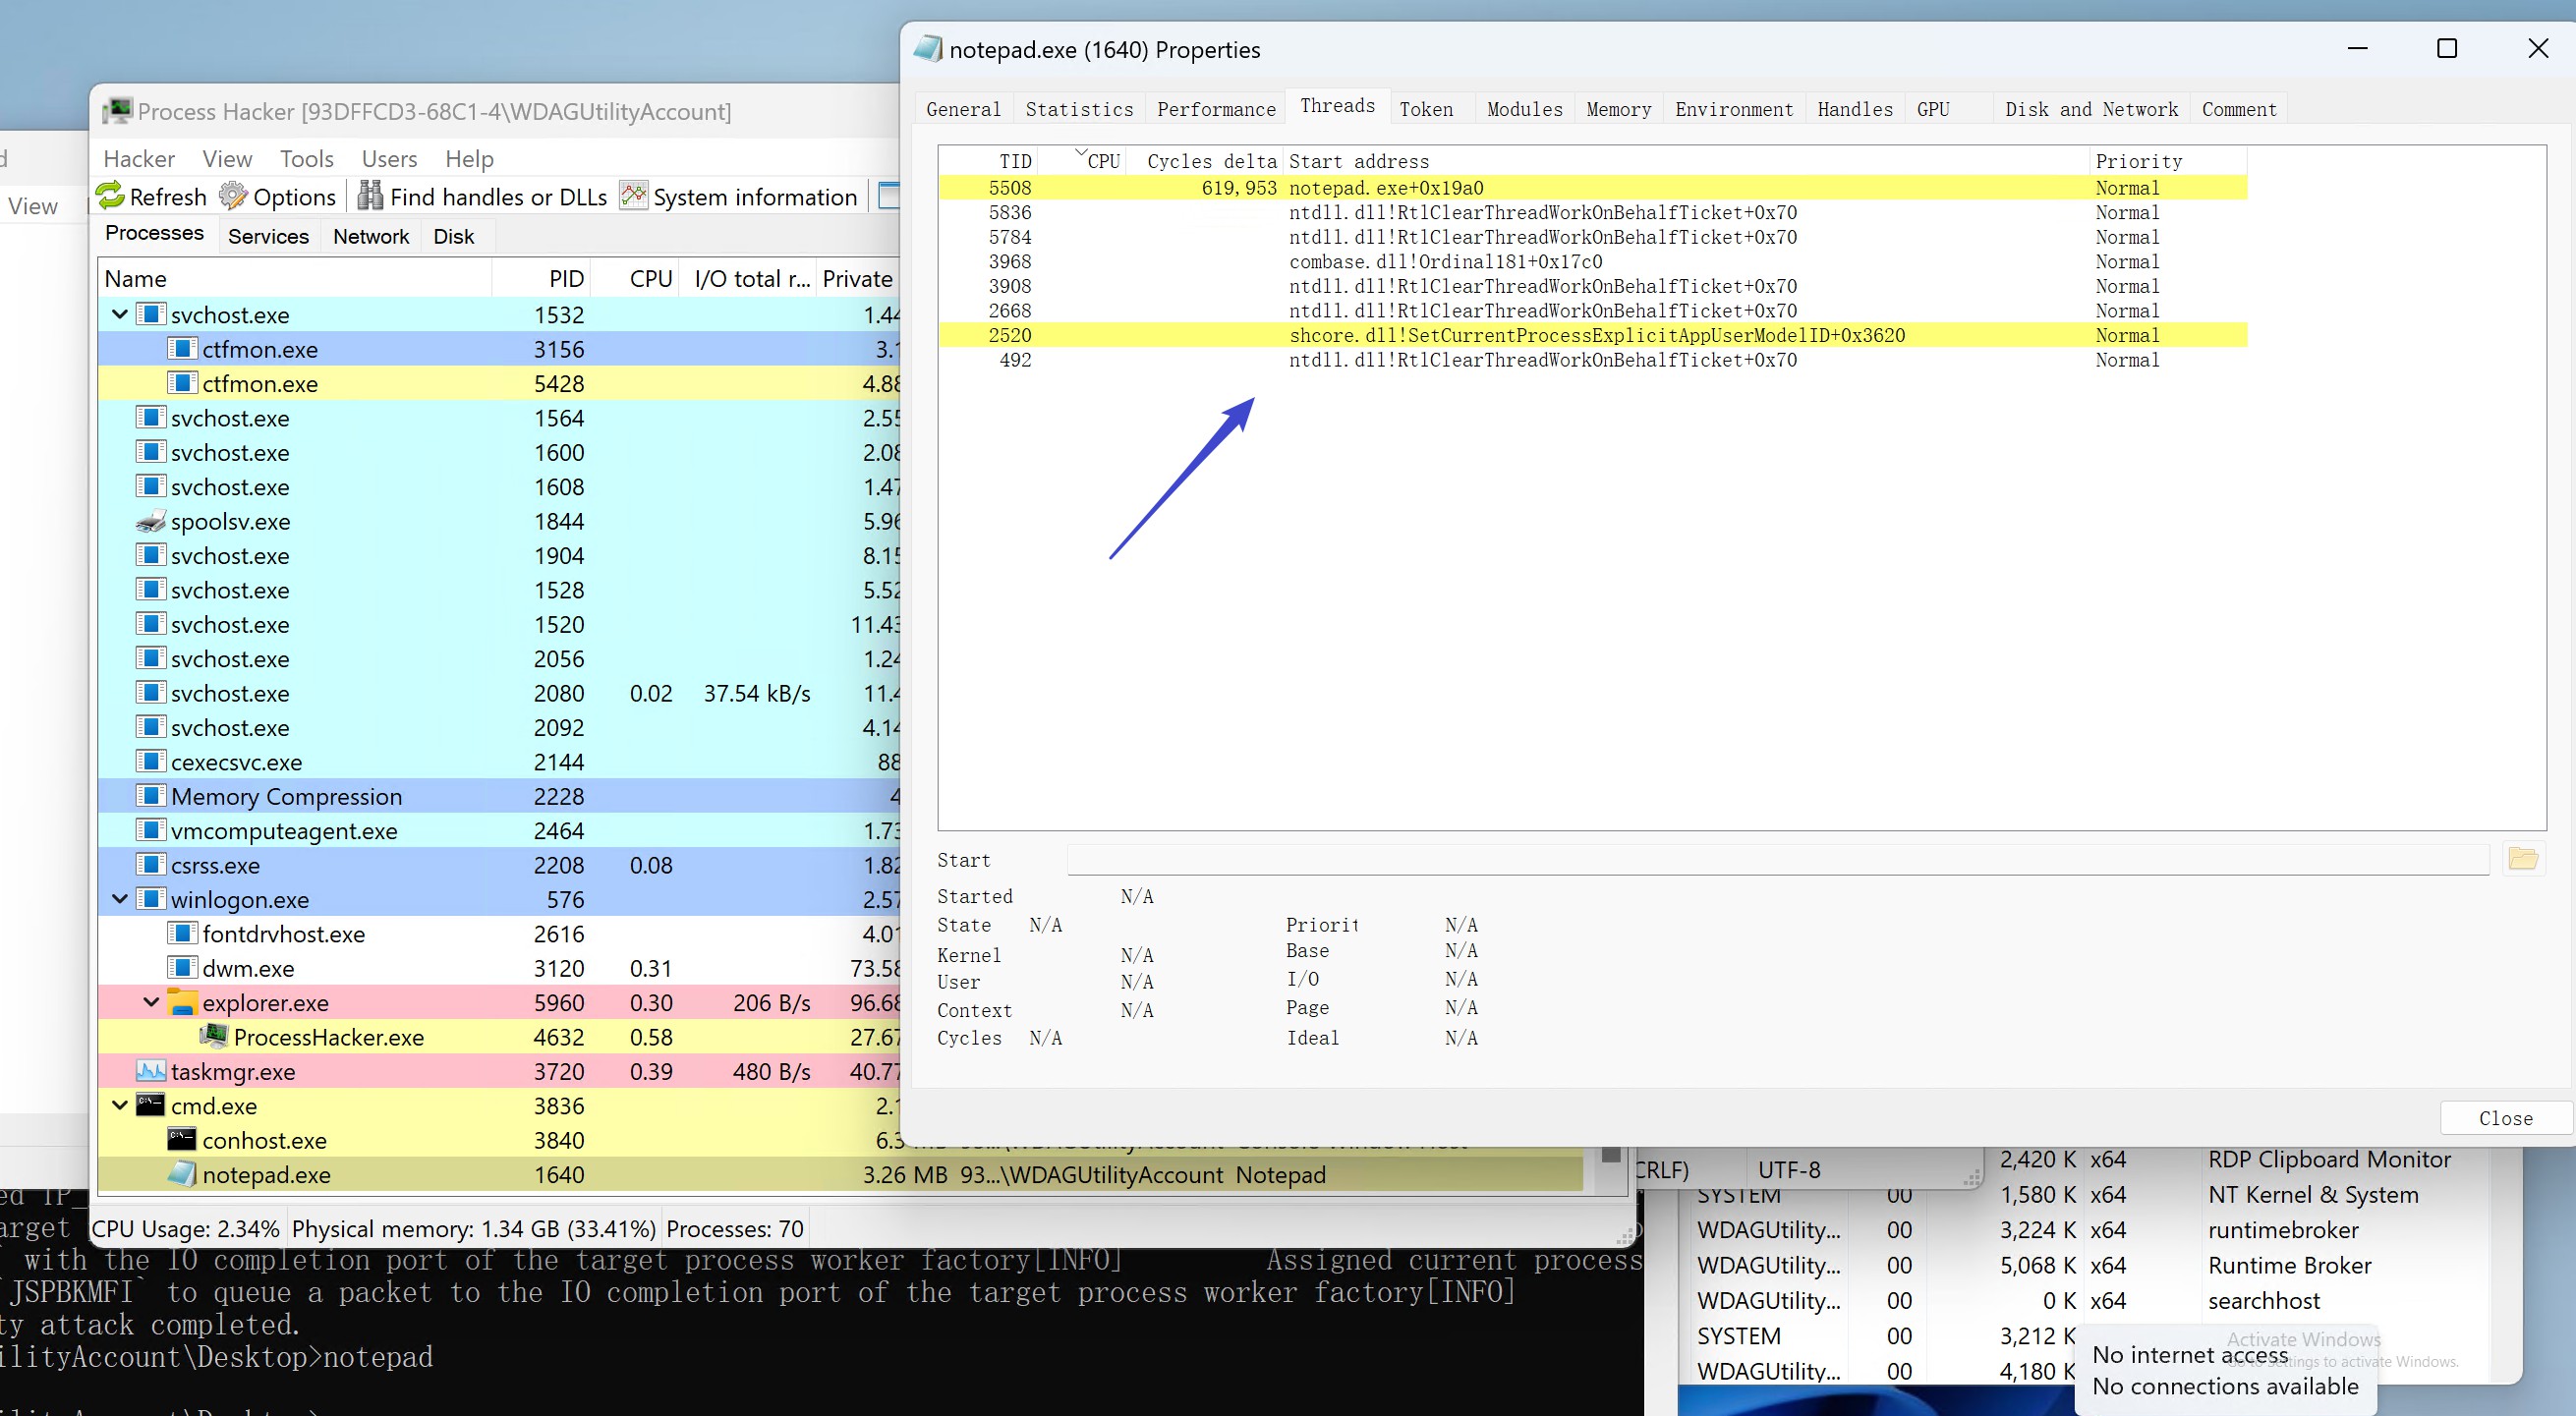 notepad.exe (1640) Properties
General Statistics Performance Threads Token Modules Memory Environment Handles GPU Disk and Network Comment
TID CPU Cycles delta Start address Priority
5508 619,953 notepad.exe+0x19a0 Normal
5836 ntdll.dll!RtlClearThreadWorkOnBehalfTicket+0x70 Normal
5784 ntdll.dll!RtlClearThreadWorkOnBehalfTicket+0x70 Normal
3968 combase.dll!Ordinal181+0x17c0 Normal
3908 ntdll.dll!RtlClearThreadWorkOnBehalfTicket+0x70 Normal
2668 ntdll.dll!RtlClearThreadWorkOnBehalfTicket+0x70 Normal
2520 shcore.dll!SetCurrentProcessExplicitAppUserModelID+0x3620 Normal
492 ntdll.dll!RtlClearThreadWorkOnBehalfTicket+0x70 Normal
Start
Started N/A
State N/A Priorit N/A
Kernel N/A Base N/A
User N/A I/O N/A
Context N/A Page N/A
Cycles N/A Ideal N/A
Close
Process Hacker [93DFFCD3-68C1-4\WDAGUtilityAccount]
Hacker View Tools Users Help
Refresh Options Find handles or DLLs System information
Processes Services Network Disk
Name PID CPU I/O total r... Private
svchost.exe 1532 1.44
ctfmon.exe 3156 3.1
ctfmon.exe 5428 4.88
svchost.exe 1564 2.55
svchost.exe 1600 2.08
svchost.exe 1608 1.47
spoolsv.exe 1844 5.96
svchost.exe 1904 8.15
svchost.exe 1528 5.52
svchost.exe 1520 11.43
svchost.exe 2056 1.24
svchost.exe 2080 0.02 37.54 kB/s 11.4
svchost.exe 2092 4.14
cexecsvc.exe 2144 88
Memory Compression 2228 4
vmcomputeagent.exe 2464 1.73
csrss.exe 2208 0.08 1.82
winlogon.exe 576 2.57
fontdrvhost.exe 2616 4.01
dwm.exe 3120 0.31 73.58
explorer.exe 5960 0.30 206 B/s 96.68
ProcessHacker.exe 4632 0.58 27.67
taskmgr.exe 3720 0.39 480 B/s 40.77
cmd.exe 3836 2.1
conhost.exe 3840 6.3
notepad.exe 1640 3.26 MB 93...\WDAGUtilityAccount Notepad
CPU Usage: 2.34% Physical memory: 1.34 GB (33.41%) Processes: 70
View
CRLF) UTF-8
ed TP_
arget
with the IO completion port of the target process worker factory[INFO] Assigned current process
`JSPBKMFI` to queue a packet to the IO completion port of the target process worker factory[INFO]
ty attack completed.
ilityAccount\Desktop>notepad
2,420 K x64 RDP Clipboard Monitor
SYSTEM 00 1,580 K x64 NT Kernel & System
WDAGUtility... 00 3,224 K x64 runtimebroker
WDAGUtility... 00 5,068 K x64 Runtime Broker
WDAGUtility... 00 0 K x64 searchhost
SYSTEM 00 3,212 K
WDAGUtility... 00 4,180 K
Activate Windows
Go to Settings to activate Windows.
No internet access
No connections available